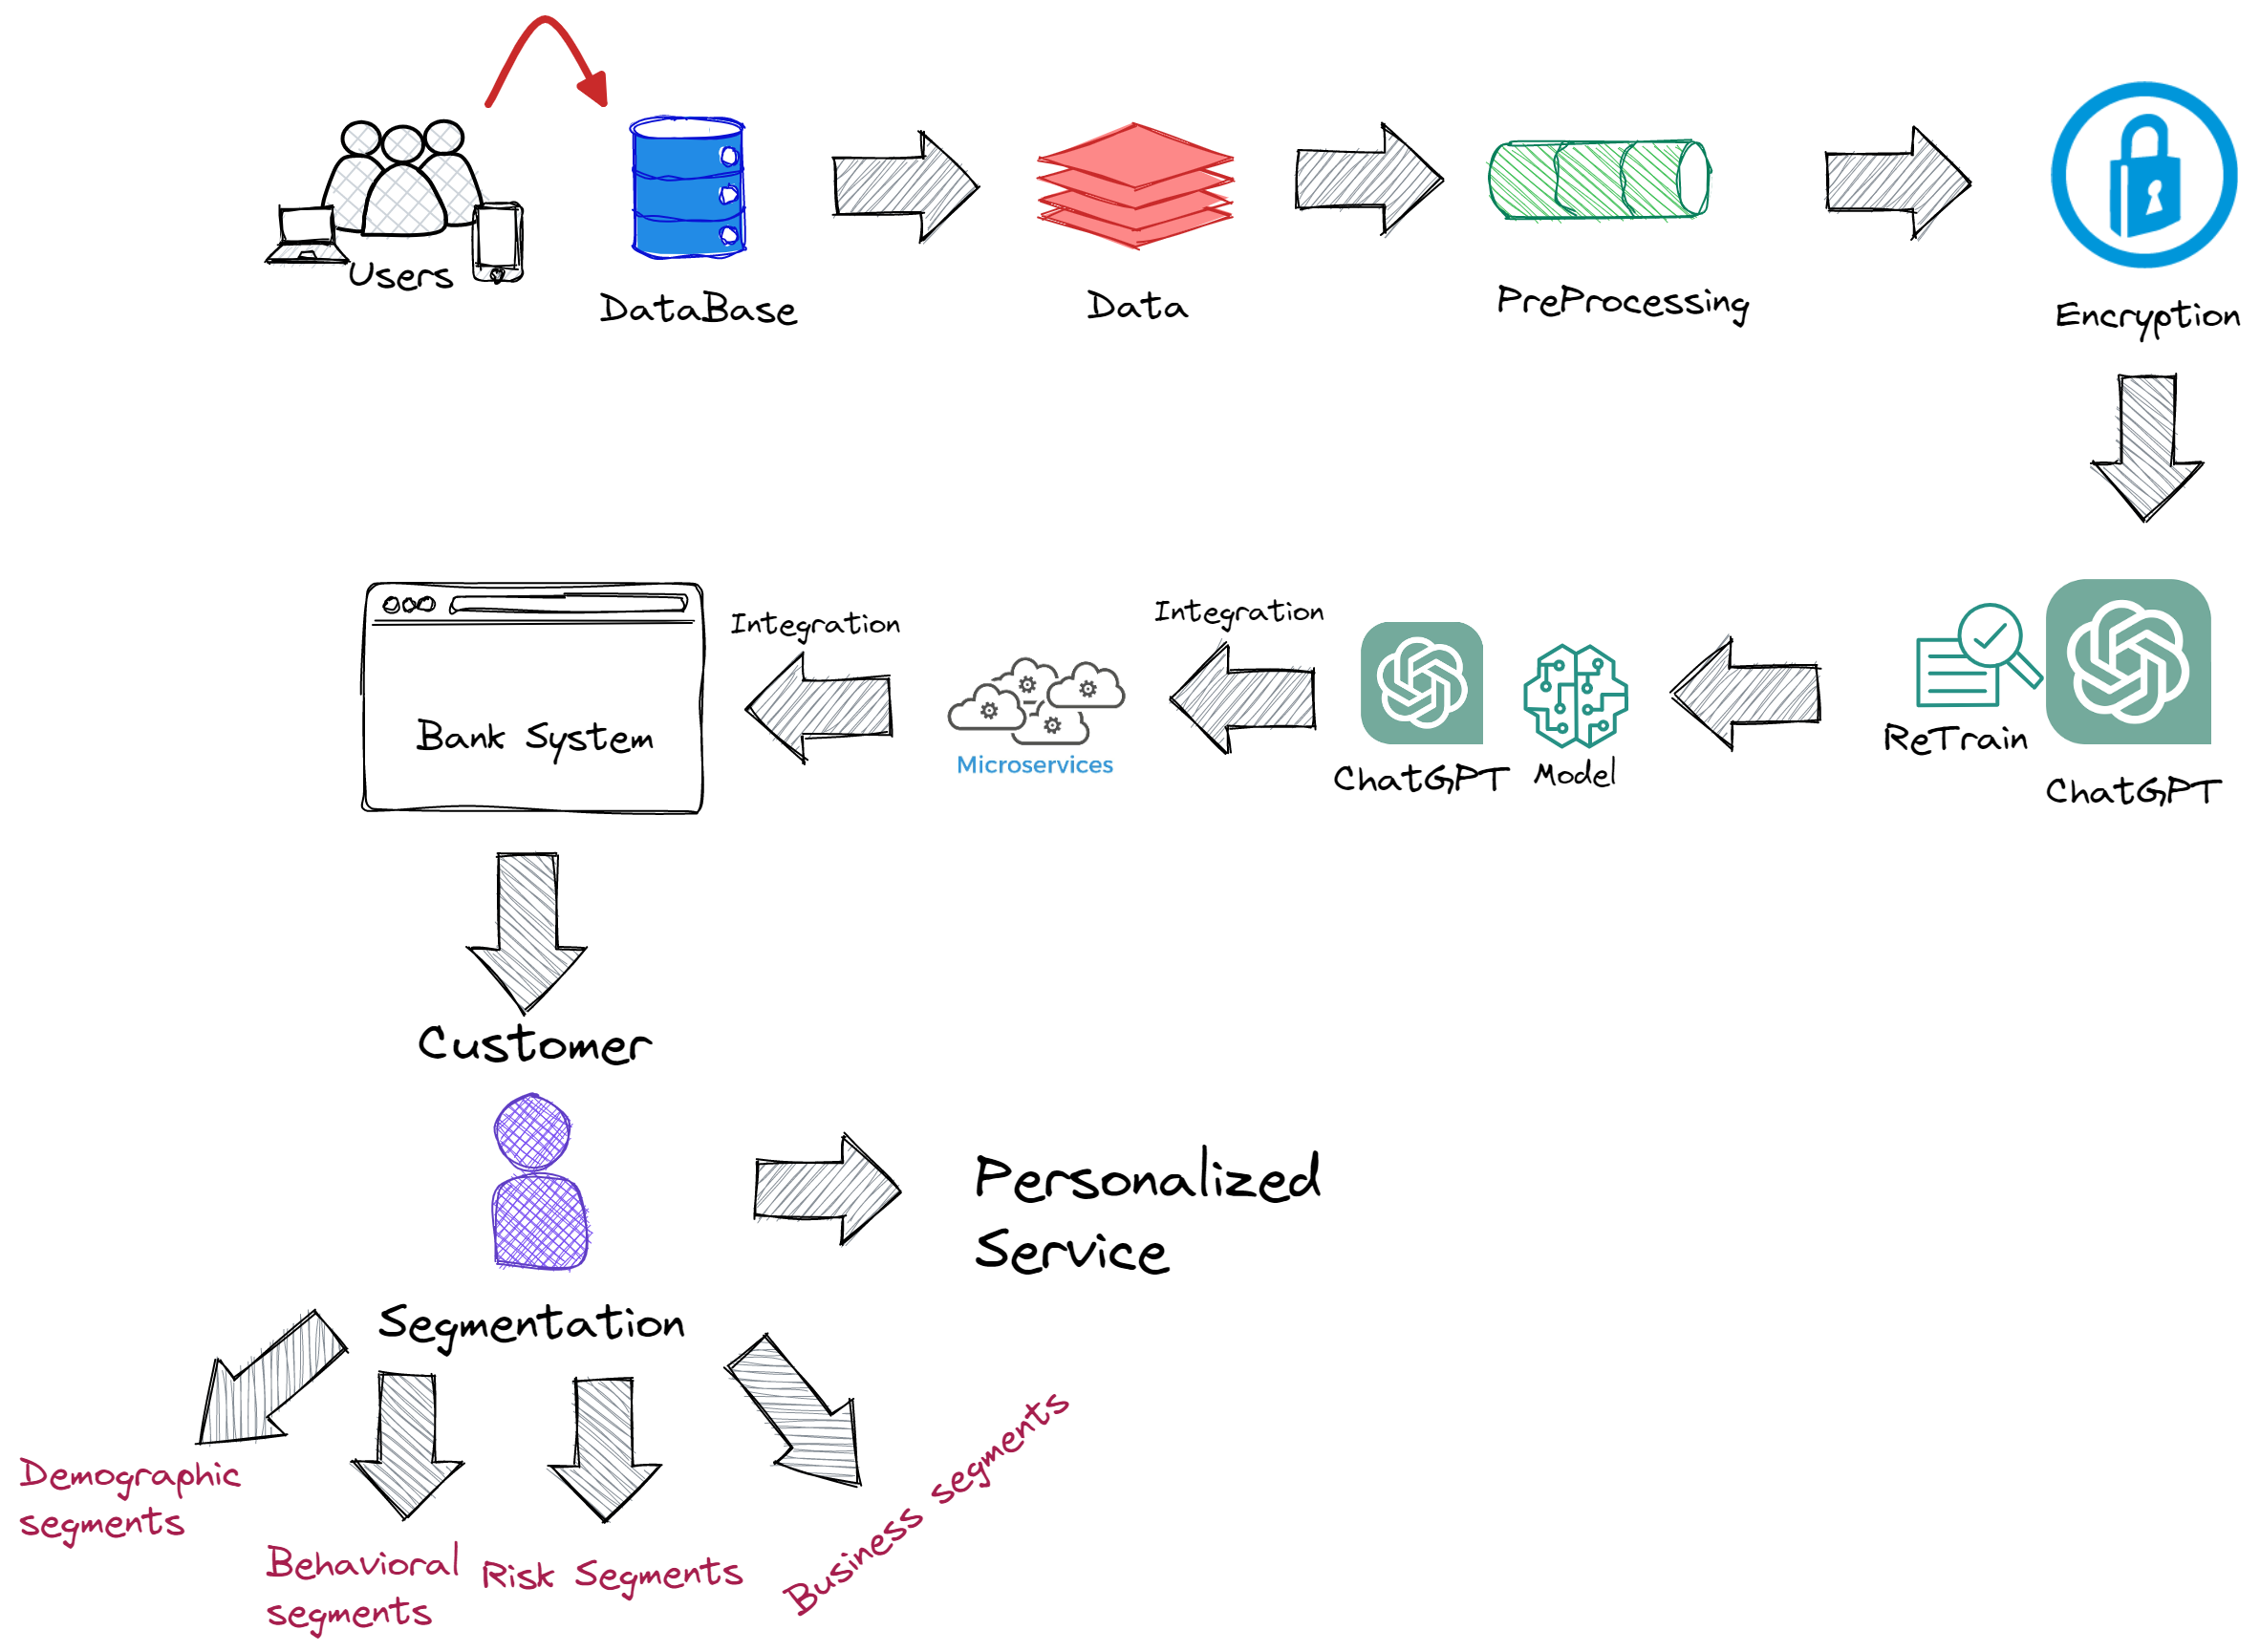 Users
DataBase
Data
PreProcessing
Encryption
Bank System
Integration
Microservices
Integration
ChatGPT
Model
ReTrain
ChatGPT
Customer
Personalized
Service
Segmentation
Demographic
segments
Behavioral
segments
Risk Segments
Business segments